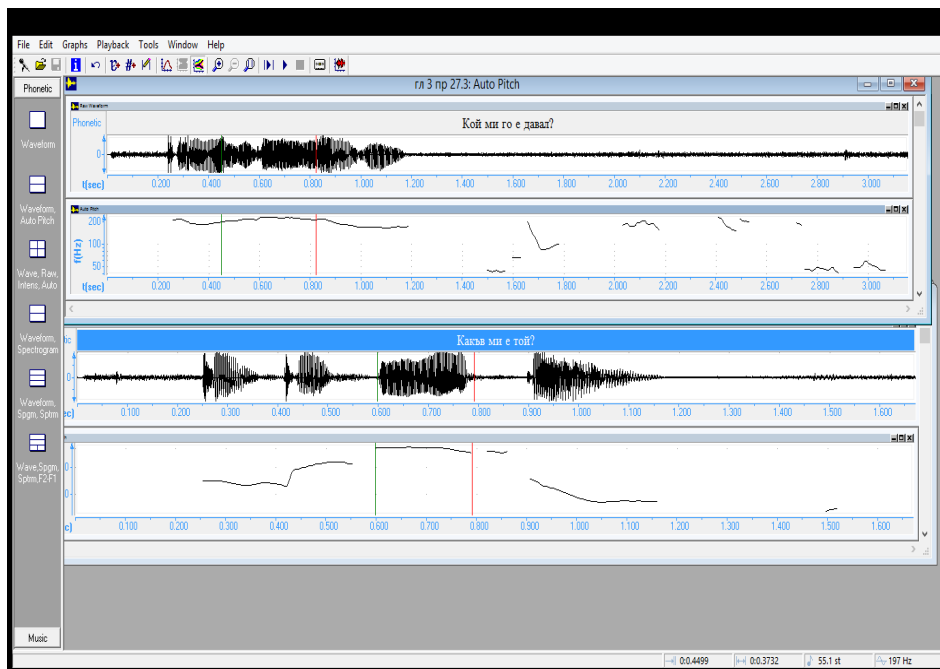 File Edit Graphs Playback Tools Window Help
Phonetic
гл 3 пр 27.3: Auto Pitch
Raw Waveform
Phonetic
Кой ми го е давал?
0
0.200 0.400 0.600 0.800 1.000 1.200 1.400 1.600 1.800 2.000 2.200 2.400 2.600 2.800 3.000
t(sec)
Auto Pitch
f(Hz)
200
100
50
0.200 0.400 0.600 0.800 1.000 1.200 1.400 1.600 1.800 2.000 2.200 2.400 2.600 2.800 3.000
t(sec)
Waveform
Waveform,
Auto Pitch
Wave, Raw,
Intens, Auto
Waveform,
Spectrogram
Waveform,
Spgm, Sptrm
Wave,Spgm,
Sptrm,F2-F1
Music
tic
Какъв ми е той?
0
0.100 0.200 0.300 0.400 0.500 0.600 0.700 0.800 0.900 1.000 1.100 1.200 1.300 1.400 1.500 1.600
ec)
0
0
0.100 0.200 0.300 0.400 0.500 0.600 0.700 0.800 0.900 1.000 1.100 1.200 1.300 1.400 1.500 1.600
c)
0:0.4499 0:0.3732 55.1 st 197 Hz